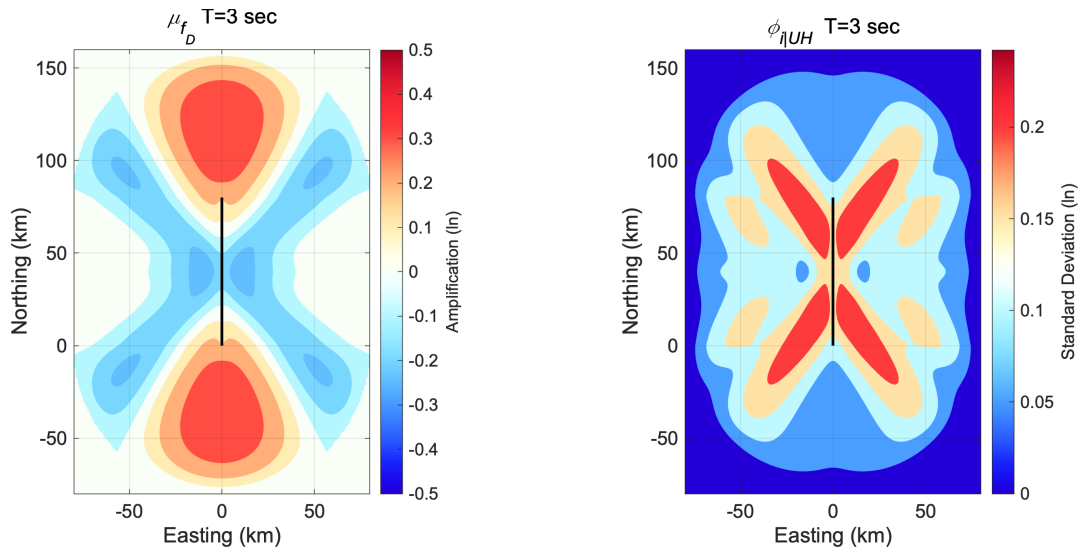 μ_{f_D} T=3 sec
150
100
50
0
-50
-50 0 50
Northing (km)
Easting (km)
0.5
0.4
0.3
0.2
0.1
0
-0.1
-0.2
-0.3
-0.4
-0.5
Amplification (ln)
ϕ_{i|UH} T=3 sec
150
100
50
0
-50
-50 0 50
Northing (km)
Easting (km)
0.2
0.15
0.1
0.05
0
Standard Deviation (ln)